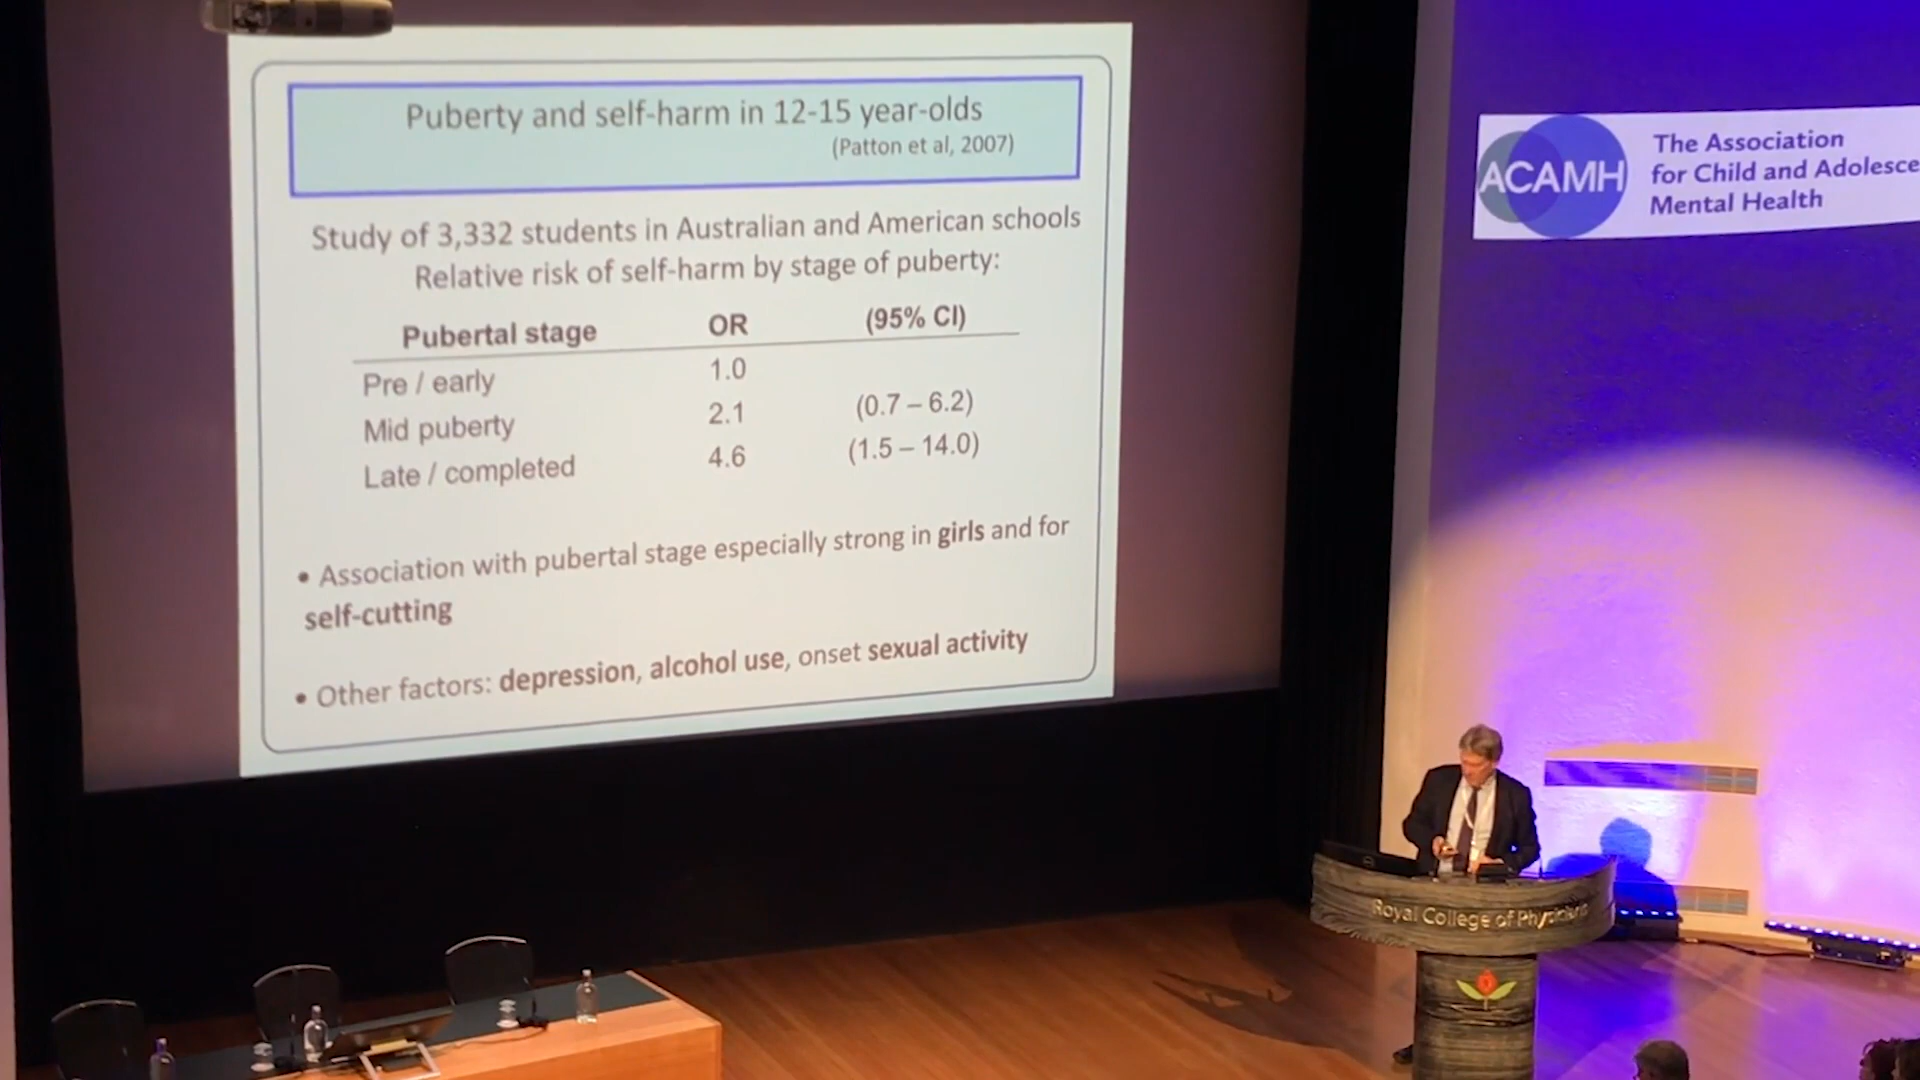 Puberty and self-harm in 12-15 year-olds
(Patton et al, 2007)
Study of 3,332 students in Australian and American schools
Relative risk of self-harm by stage of puberty:
Pubertal stage OR (95% CI)
Pre / early 1.0
Mid puberty 2.1 (0.7 – 6.2)
Late / completed 4.6 (1.5 – 14.0)
• Association with pubertal stage especially strong in girls and for
self-cutting
• Other factors: depression, alcohol use, onset sexual activity
ACAMH
The Association
for Child and Adolesce
Mental Health
Royal College of Physicians